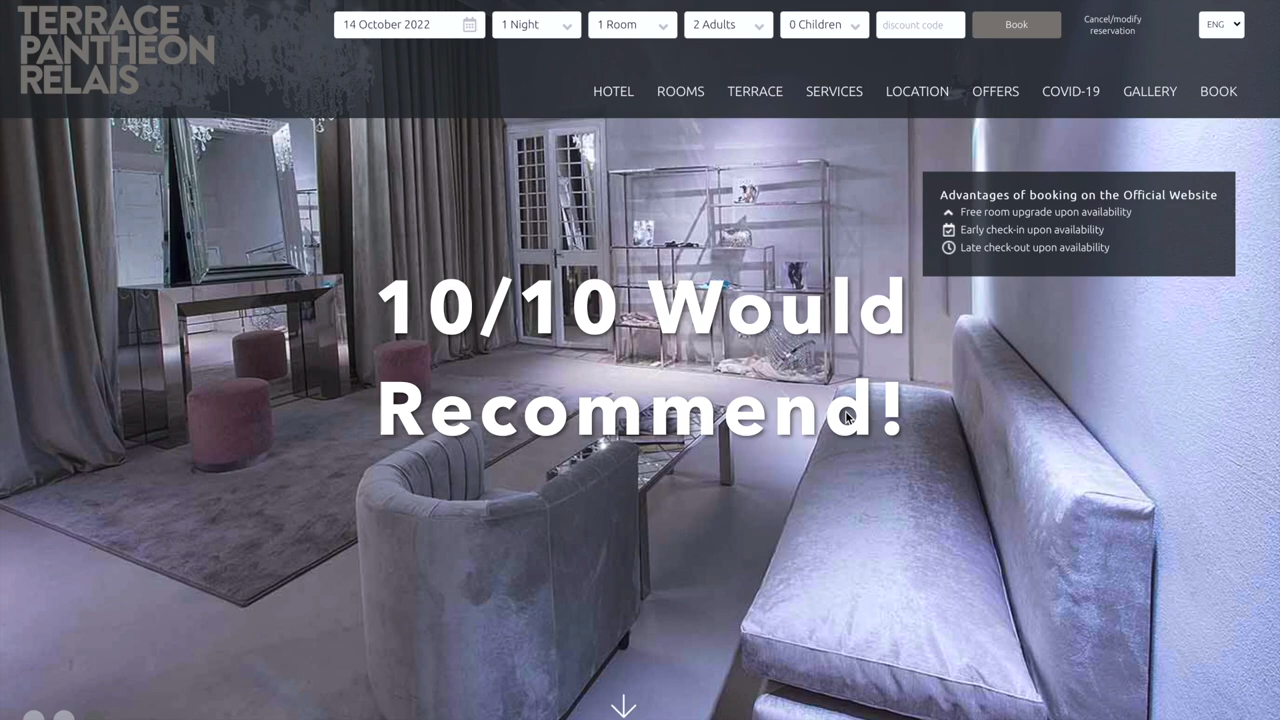 TERRACE
PANTHEON
RELAIS
14 October 2022
1 Night
1 Room
2 Adults
0 Children
discount code
Book
Cancel/modify
reservation
ENG
HOTEL
ROOMS
TERRACE
SERVICES
LOCATION
OFFERS
COVID-19
GALLERY
BOOK
Advantages of booking on the Official Website
Free room upgrade upon availability
Early check-in upon availability
Late check-out upon availability
10/10 Would
Recommend!